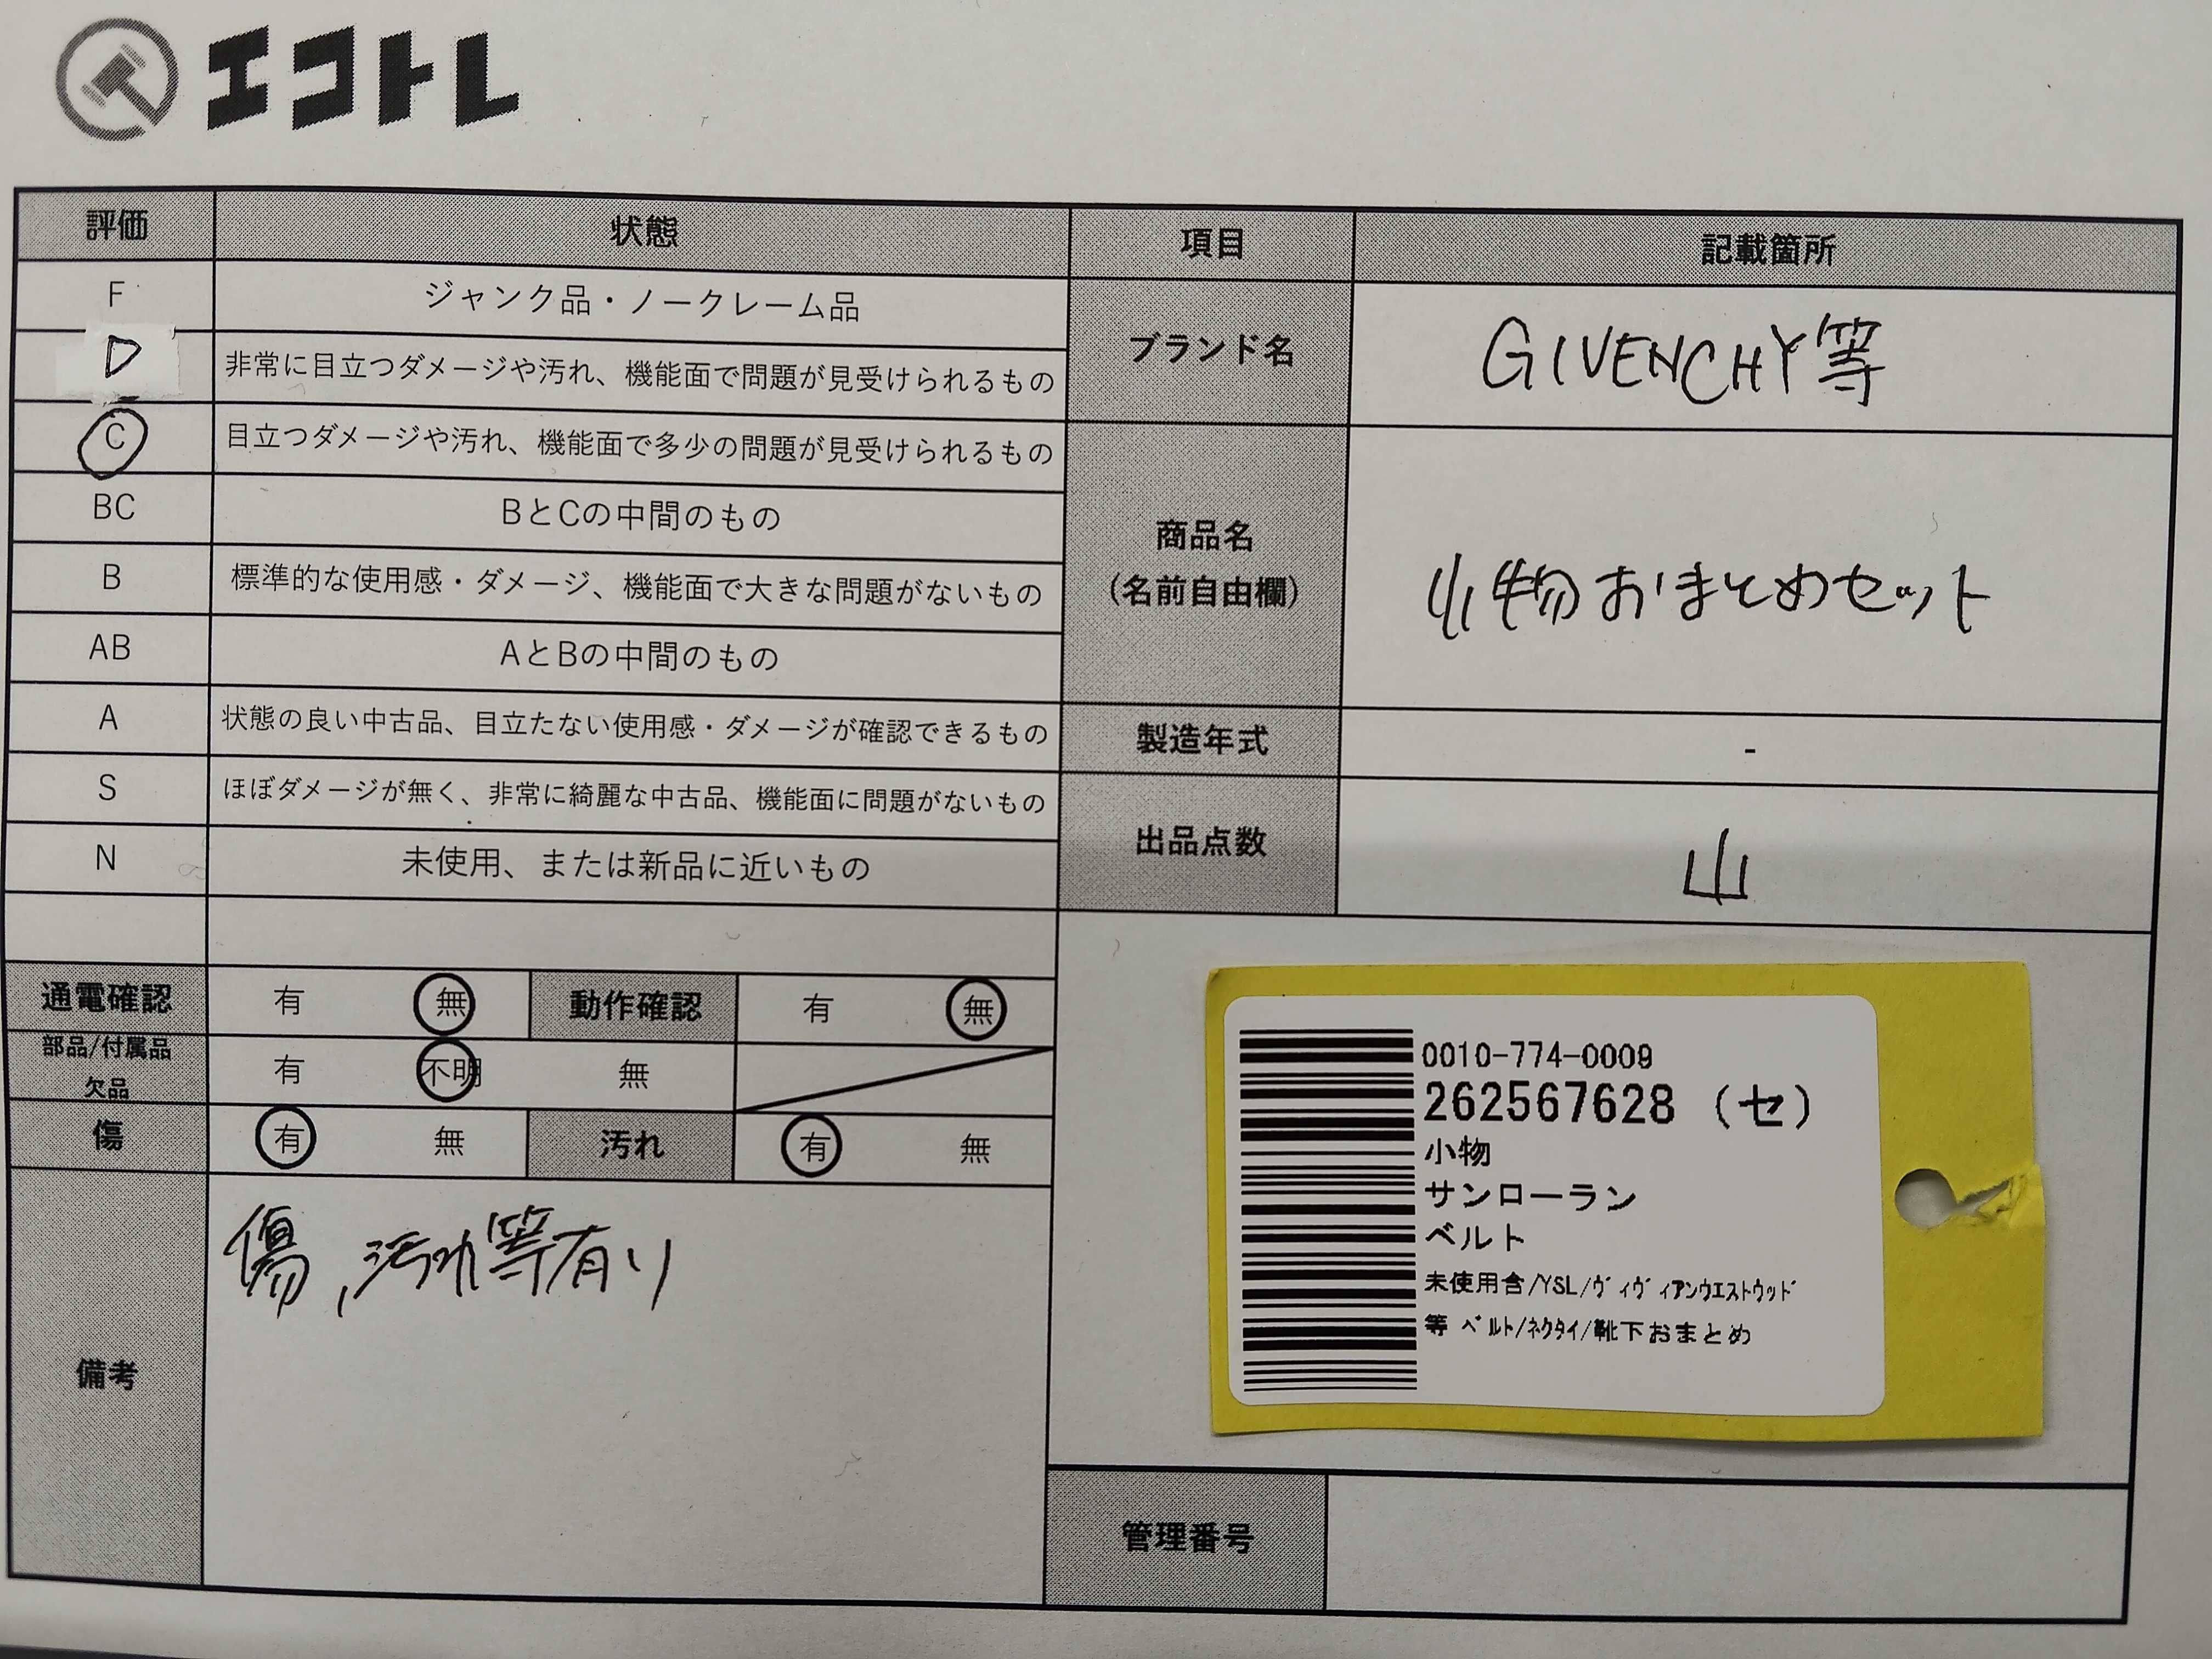 エコトレ
評価 状態 項目 記載箇所
F ジャンク品・ノークレーム品
D 非常に目立つダメージや汚れ、機能面で問題が見受けられるもの
C 目立つダメージや汚れ、機能面で多少の問題が見受けられるもの
BC BとCの中間のもの
B 標準的な使用感・ダメージ、機能面で大きな問題がないもの
AB AとBの中間のもの
A 状態の良い中古品、目立たない使用感・ダメージが確認できるもの
S ほぼダメージが無く、非常に綺麗な中古品、機能面に問題がないもの
N 未使用、または新品に近いもの
ブランド名 GIVENCHY等
商品名
(名前自由欄) 小物おまとめセット
製造年式 -
出品点数 山
通電確認 有 無 動作確認 有 無
部品/付属品
欠品 有 不明 無
傷 有 無 汚れ 有 無
備考 傷、汚れ等有り
0010-774-0009
262567628 (セ)
小物
サンローラン
ベルト
未使用含/YSL/ヴィヴィアンウエストウッド
等 ベルト/ネクタイ/靴下おまとめ
管理番号